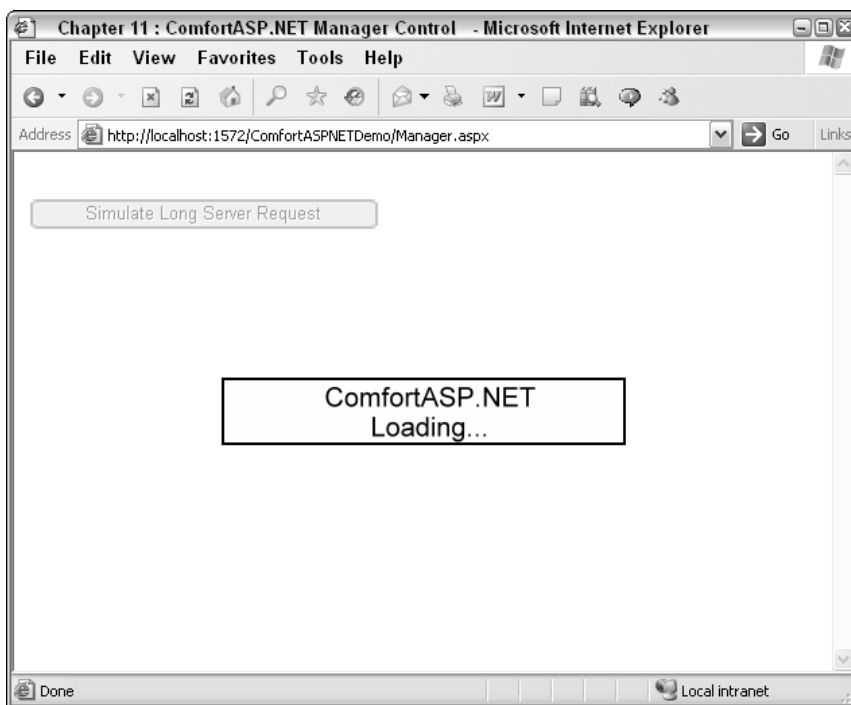 Chapter 11 : ComfortASP.NET Manager Control - Microsoft Internet Explorer
File Edit View Favorites Tools Help
Address http://localhost:1572/ComfortASPNETDemo/Manager.aspx Go Links
Simulate Long Server Request
ComfortASP.NET
Loading...
Done Local intranet